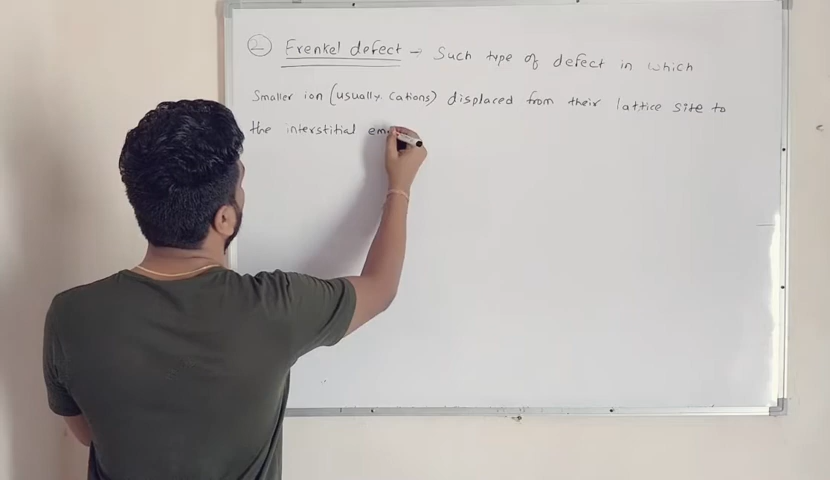 ② Frenkel defect → Such type of defect in which
Smaller ion (usually cations) displaced from their lattice site to
the interstitial em